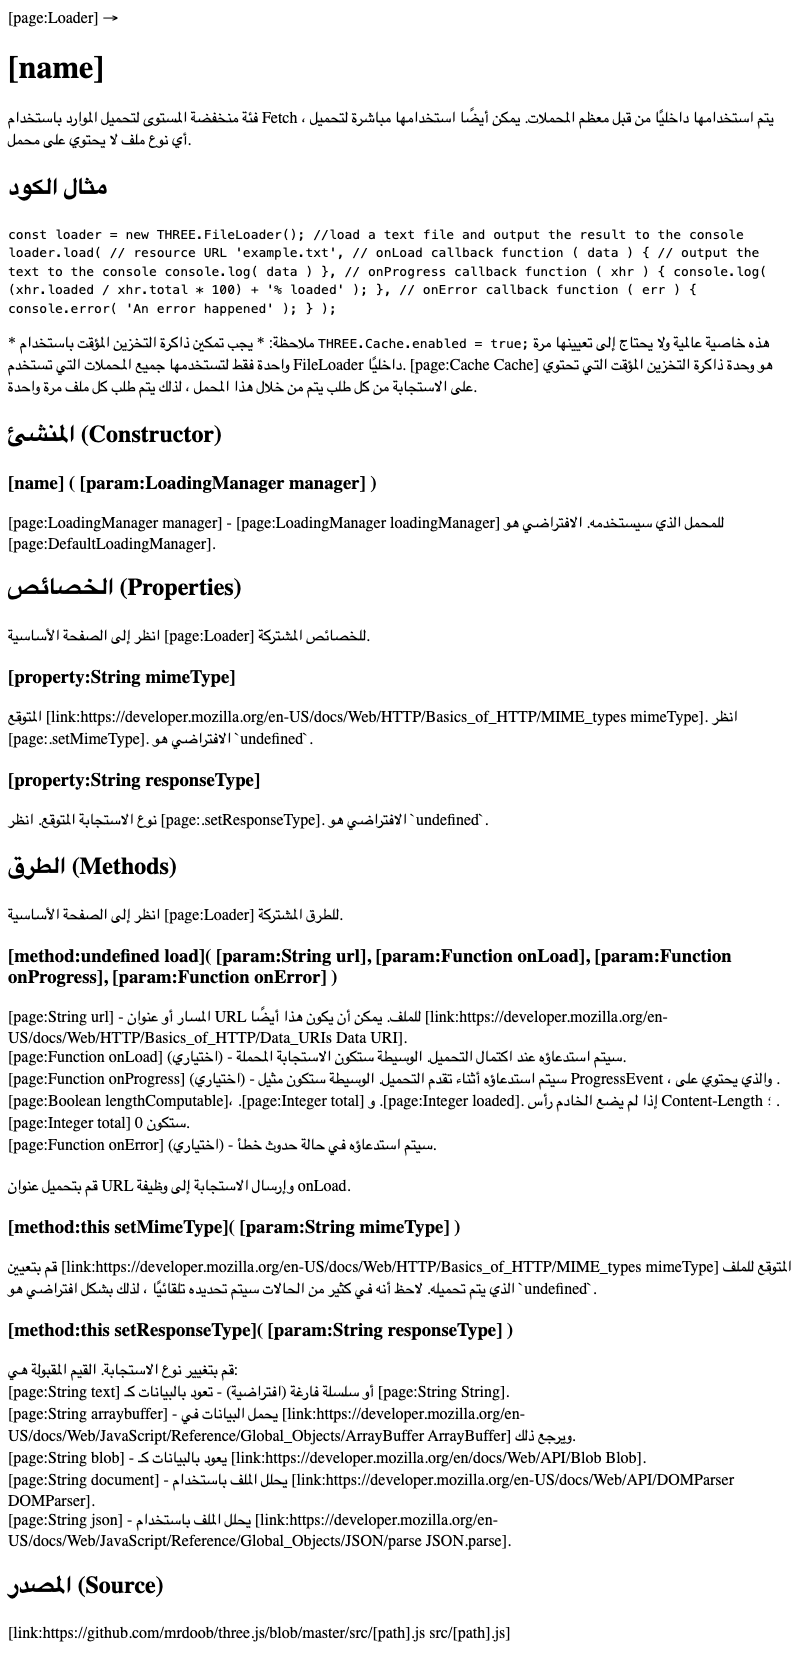 [page:Loader] →
[name]
فئة منخفضة المستوى لتحميل الموارد باستخدام Fetch ، يتم استخدامها داخليًا من قبل معظم المحملات. يمكن أيضًا استخدامها مباشرة لتحميل
أي نوع ملف لا يحتوي على محمل.
مثال الكود
const loader = new THREE.FileLoader(); //load a text file and output the result to the console
loader.load( // resource URL 'example.txt', // onLoad callback function ( data ) { // output the
text to the console console.log( data ) }, // onProgress callback function ( xhr ) { console.log(
(xhr.loaded / xhr.total * 100) + '% loaded' ); }, // onError callback function ( err ) {
console.error( 'An error happened' ); } );
* ملاحظة: * يجب تمكين ذاكرة التخزين المؤقت باستخدام THREE.Cache.enabled = true; هذه خاصية عالمية ولا يحتاج إلى تعيينها مرة
واحدة فقط لتستخدمها جميع المحملات التي تستخدم FileLoader داخليًا. [page:Cache Cache] هو وحدة ذاكرة التخزين المؤقت التي تحتوي
على الاستجابة من كل طلب يتم من خلال هذا المحمل ، لذلك يتم طلب كل ملف مرة واحدة.
المنشئ (Constructor)
[name] ( [param:LoadingManager manager] )
[page:LoadingManager manager] - [page:LoadingManager loadingManager] للمحمل الذي سيستخدمه. الافتراضي هو
[page:DefaultLoadingManager].
الخصائص (Properties)
انظر إلى الصفحة الأساسية [page:Loader] للخصائص المشتركة.
[property:String mimeType]
المتوقع [link:https://developer.mozilla.org/en-US/docs/Web/HTTP/Basics_of_HTTP/MIME_types mimeType]. انظر
[page:.setMimeType]. الافتراضي هو `undefined`.
[property:String responseType]
نوع الاستجابة المتوقع. انظر [page:.setResponseType]. الافتراضي هو `undefined`.
الطرق (Methods)
انظر إلى الصفحة الأساسية [page:Loader] للطرق المشتركة.
[method:undefined load]( [param:String url], [param:Function onLoad], [param:Function
onProgress], [param:Function onError] )
[page:String url] - المسار أو عنوان URL للملف. يمكن أن يكون هذا أيضًا [link:https://developer.mozilla.org/en-
US/docs/Web/HTTP/Basics_of_HTTP/Data_URIs Data URI].
[page:Function onLoad] (اختياري) - سيتم استدعاؤه عند اكتمال التحميل. الوسيطة ستكون الاستجابة المحملة.
[page:Function onProgress] (اختياري) - سيتم استدعاؤه أثناء تقدم التحميل. الوسيطة ستكون مثيل ProgressEvent ، والذي يحتوي على .
[page:Boolean lengthComputable]، .[page:Integer total] و .[page:Integer loaded]. إذا لم يضع الخادم رأس Content-Length ؛ .
[page:Integer total] ستكون 0.
[page:Function onError] (اختياري) - سيتم استدعاؤه في حالة حدوث خطأ.
قم بتحميل عنوان URL وإرسال الاستجابة إلى وظيفة onLoad.
[method:this setMimeType]( [param:String mimeType] )
قم بتعيين [link:https://developer.mozilla.org/en-US/docs/Web/HTTP/Basics_of_HTTP/MIME_types mimeType] المتوقع للملف
الذي يتم تحميله. لاحظ أنه في كثير من الحالات سيتم تحديده تلقائيًا ، لذلك بشكل افتراضي هو `undefined`.
[method:this setResponseType]( [param:String responseType] )
قم بتغيير نوع الاستجابة. القيم المقبولة هي:
[page:String text] أو سلسلة فارغة (افتراضية) - تعود بالبيانات كـ [page:String String].
[page:String arraybuffer] - يحمل البيانات في [link:https://developer.mozilla.org/en-
US/docs/Web/JavaScript/Reference/Global_Objects/ArrayBuffer ArrayBuffer] ويرجع ذلك.
[page:String blob] - يعود بالبيانات كـ [link:https://developer.mozilla.org/en/docs/Web/API/Blob Blob].
[page:String document] - يحلل الملف باستخدام [link:https://developer.mozilla.org/en-US/docs/Web/API/DOMParser
DOMParser].
[page:String json] - يحلل الملف باستخدام [link:https://developer.mozilla.org/en-
US/docs/Web/JavaScript/Reference/Global_Objects/JSON/parse JSON.parse].
المصدر (Source)
[link:https://github.com/mrdoob/three.js/blob/master/src/[path].js src/[path].js]